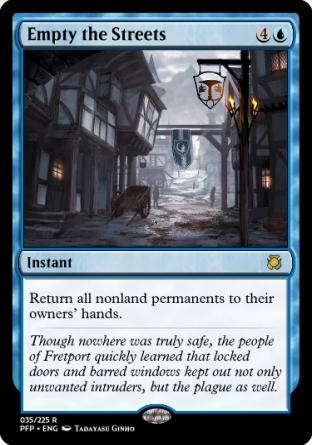 Empty the Streets 4
Instant
Return all nonland permanents to their
owners' hands.
Though nowhere was truly safe, the people
of Fretport quickly learned that locked
doors and barred windows kept out not only
unwanted intruders, but the plague as well.
035/225 R
PFP • ENG Tadayasu Ginho